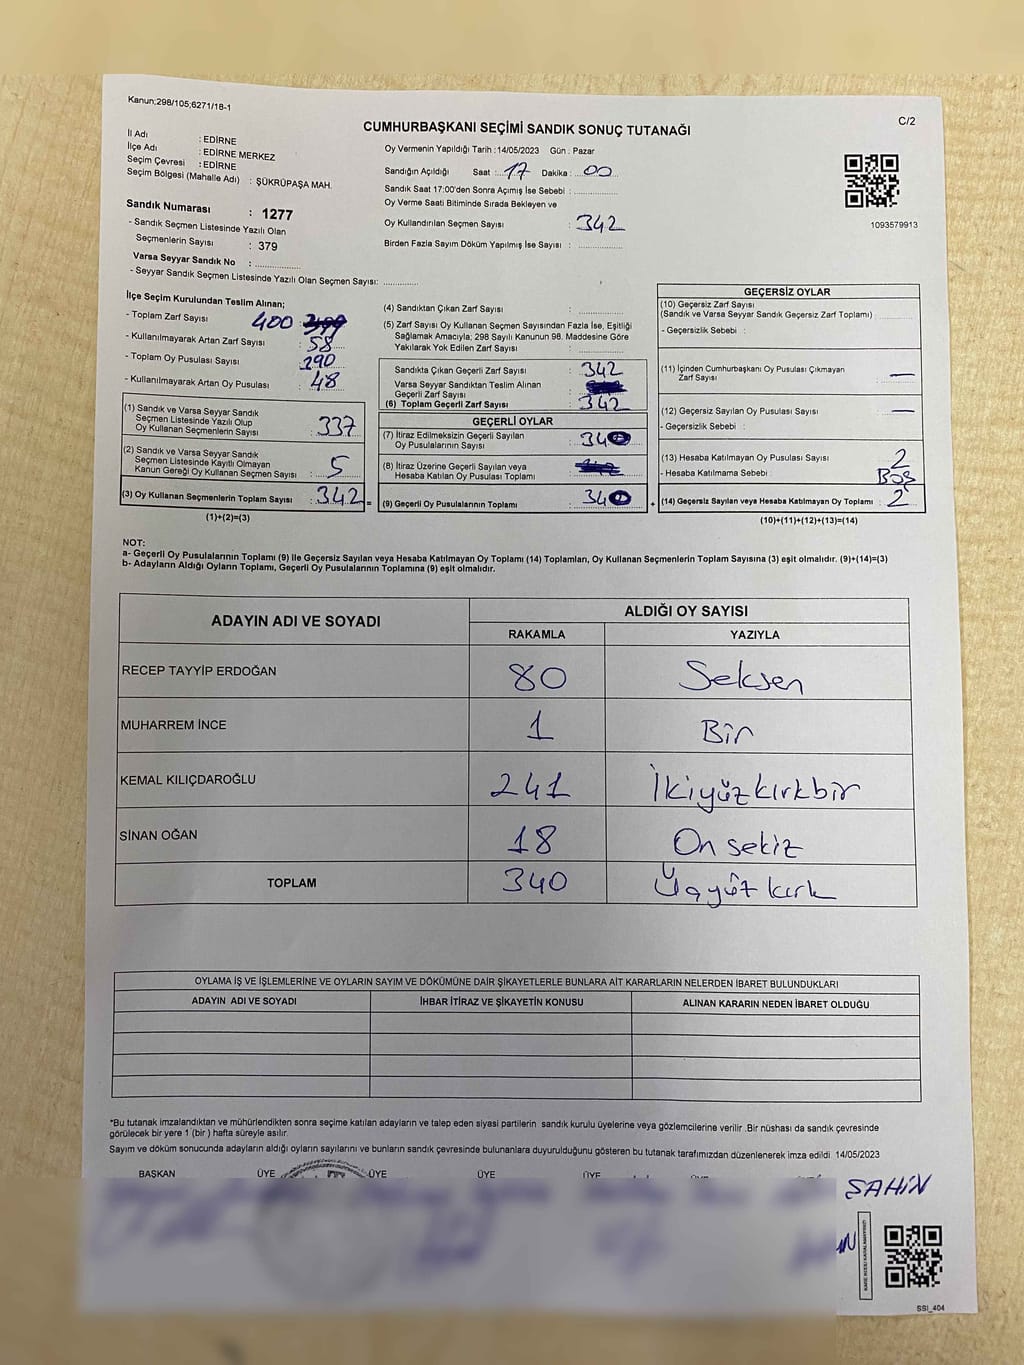 Kanun;298/105;6271/18-1
C/2
CUMHURBAŞKANI SEÇİMİ SANDIK SONUÇ TUTANAĞI
İl Adı : EDİRNE
İlçe Adı : EDİRNE MERKEZ
Seçim Çevresi : EDİRNE
Seçim Bölgesi (Mahalle Adı) : ŞÜKRÜPAŞA MAH.
Sandık Numarası : 1277
- Sandık Seçmen Listesinde Yazılı Olan
Seçmenlerin Sayısı : 379
Varsa Seyyar Sandık No :
- Seyyar Sandık Seçmen Listesinde Yazılı Olan Seçmen Sayısı:
Oy Vermenin Yapıldığı Tarih :14/05/2023 Gün : Pazar
Sandığın Açıldığı Saat : 17 Dakika : 00
Sandık Saat 17:00'den Sonra Açımış İse Sebebi :
Oy Verme Saati Bitiminde Sırada Bekleyen ve
Oy Kullandırılan Seçmen Sayısı : 342
Birden Fazla Sayım Döküm Yapılmış İse Sayısı :
1093579913
İlçe Seçim Kurulundan Teslim Alınan;
- Toplam Zarf Sayısı 400
- Kullanılmayarak Artan Zarf Sayısı : 58
- Toplam Oy Pusulası Sayısı : 390
- Kullanılmayarak Artan Oy Pusulası : 48
(1) Sandık ve Varsa Seyyar Sandık
Seçmen Listesinde Yazılı Olup
Oy Kullanan Seçmenlerin Sayısı : 337
(2) Sandık ve Varsa Seyyar Sandık
Seçmen Listesinde Kayıtlı Olmayan
Kanun Gereği Oy Kullanan Seçmen Sayısı : 5
(3) Oy Kullanan Seçmenlerin Toplam Sayısı : 342 =
(1)+(2)=(3)
(4) Sandıktan Çıkan Zarf Sayısı :
(5) Zarf Sayısı Oy Kullanan Seçmen Sayısından Fazla İse, Eşitliği
Sağlamak Amacıyla; 298 Sayılı Kanunun 98. Maddesine Göre
Yakılarak Yok Edilen Zarf Sayısı :
Sandıkta Çıkan Geçerli Zarf Sayısı : 342
Varsa Seyyar Sandıktan Teslim Alınan
Geçerli Zarf Sayısı :
(6) Toplam Geçerli Zarf Sayısı : 342
GEÇERLİ OYLAR
(7) İtiraz Edilmeksizin Geçerli Sayılan
Oy Pusulalarının Sayısı : 340
(8) İtiraz Üzerine Geçerli Sayılan veya
Hesaba Katılan Oy Pusulası Toplamı :
(9) Geçerli Oy Pusulalarının Toplamı : 340 +
GEÇERSİZ OYLAR
(10) Geçersiz Zarf Sayısı
(Sandık ve Varsa Seyyar Sandık Geçersiz Zarf Toplamı)
- Geçersizlik Sebebi :
(11) İçinden Cumhurbaşkanı Oy Pusulası Çıkmayan
Zarf Sayısı : —
(12) Geçersiz Sayılan Oy Pusulası Sayısı : —
- Geçersizlik Sebebi :
(13) Hesaba Katılmayan Oy Pusulası Sayısı : 2
- Hesaba Katılmama Sebebi : Boş
(14) Geçersiz Sayılan veya Hesaba Katılmayan Oy Toplamı : 2
(10)+(11)+(12)+(13)=(14)
NOT:
a- Geçerli Oy Pusulalarının Toplamı (9) ile Geçersiz Sayılan veya Hesaba Katılmayan Oy Toplamı (14) Toplamları, Oy Kullanan Seçmenlerin Toplam Sayısına (3) eşit olmalıdır. (9)+(14)=(3)
b- Adayların Aldığı Oyların Toplamı, Geçerli Oy Pusulalarının Toplamına (9) eşit olmalıdır.
ADAYIN ADI VE SOYADI ALDIĞI OY SAYISI
RAKAMLA YAZIYLA
RECEP TAYYİP ERDOĞAN 80 Seksen
MUHARREM İNCE 1 Bir
KEMAL KILIÇDAROĞLU 241 İkiyüzkırkbir
SİNAN OĞAN 18 On sekiz
TOPLAM 340 Üçyüz kırk
OYLAMA İŞ VE İŞLEMLERİNE VE OYLARIN SAYIM VE DÖKÜMÜNE DAİR ŞİKAYETLERLE BUNLARA AİT KARARLARIN NELERDEN İBARET BULUNDUKLARI
ADAYIN ADI VE SOYADI İHBAR İTİRAZ VE ŞİKAYETİN KONUSU ALINAN KARARIN NEDEN İBARET OLDUĞU
*Bu tutanak imzalandıktan ve mühürlendikten sonra seçime katılan adayların ve talep eden siyasi partilerin sandık kurulu üyelerine veya gözlemcilerine verilir .Bir nüshası da sandık çevresinde
görülecek bir yere 1 (bir ) hafta süreyle asılır.
Sayım ve döküm sonucunda adayların aldığı oyların sayılarını ve bunların sandık çevresinde bulunanlara duyurulduğunu gösteren bu tutanak tarafımızdan düzenlenerek imza edildi. 14/05/2023
BAŞKAN ÜYE ÜYE ÜYE ÜYE ÜYE
ŞAHİN
SSI_404